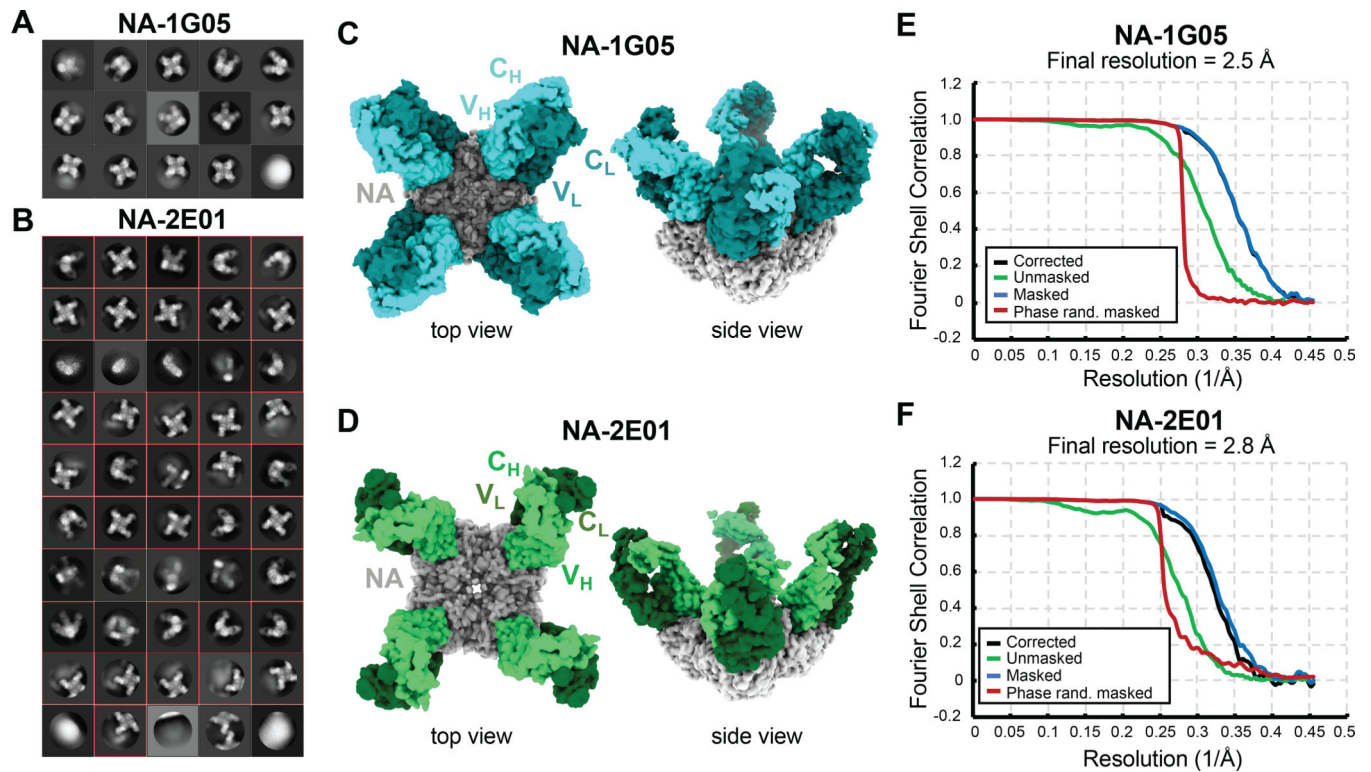 A
NA-1G05
B
NA-2E01
C
NA-1G05
C_H
V_H
C_L
NA
V_L
top view
side view
D
NA-2E01
C_H
V_L
C_L
NA
V_H
top view
side view
E
NA-1G05
Final resolution = 2.5 Å
Fourier Shell Correlation
1.2
1.0
0.8
0.6
0.4
0.2
0
-0.2
Corrected
Unmasked
Masked
Phase rand. masked
0 0.05 0.1 0.15 0.2 0.25 0.3 0.35 0.4 0.45 0.5
Resolution (1/Å)
F
NA-2E01
Final resolution = 2.8 Å
Fourier Shell Correlation
1.2
1.0
0.8
0.6
0.4
0.2
0
-0.2
Corrected
Unmasked
Masked
Phase rand. masked
0 0.05 0.1 0.15 0.2 0.25 0.3 0.35 0.4 0.45 0.5
Resolution (1/Å)